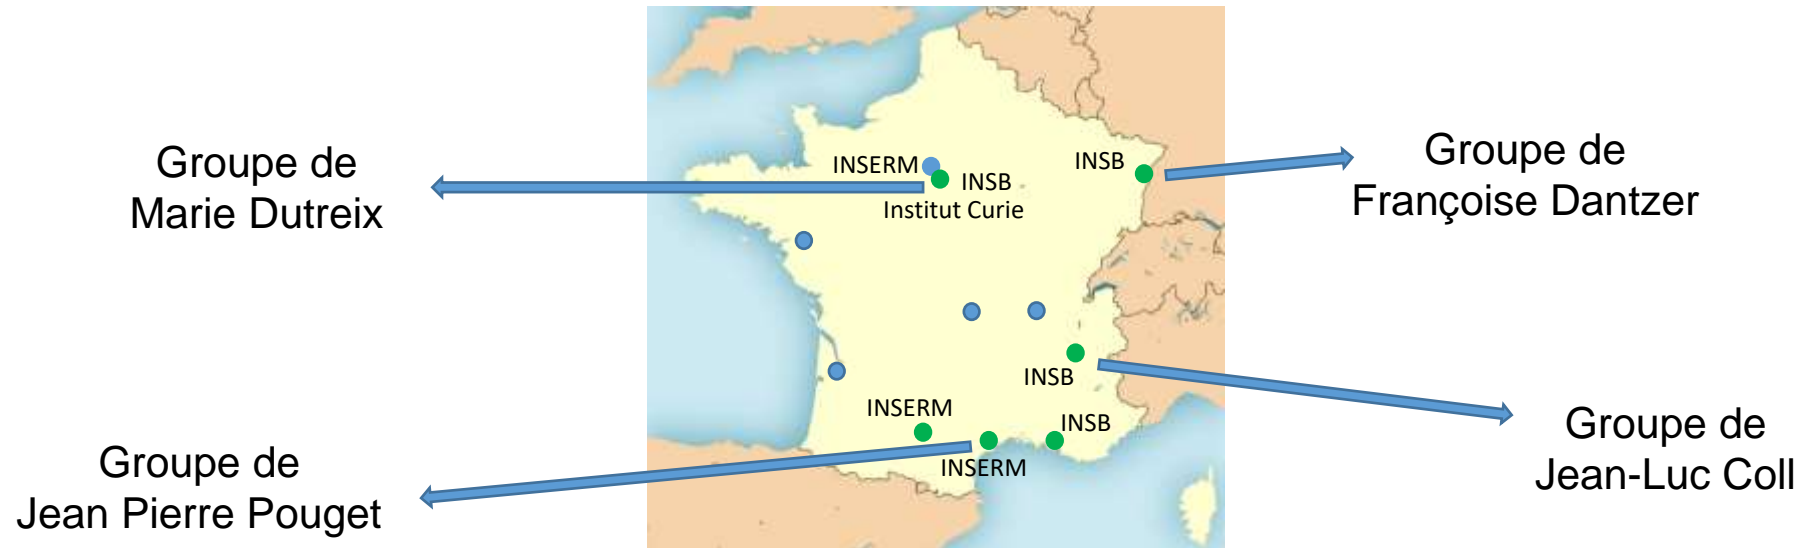 Groupe de
Marie Dutreix
INSERM
INSB
Institut Curie
INSB
Groupe de
Françoise Dantzer
INSB
INSERM
INSB
INSERM
Groupe de
Jean Pierre Pouget
Groupe de
Jean-Luc Coll